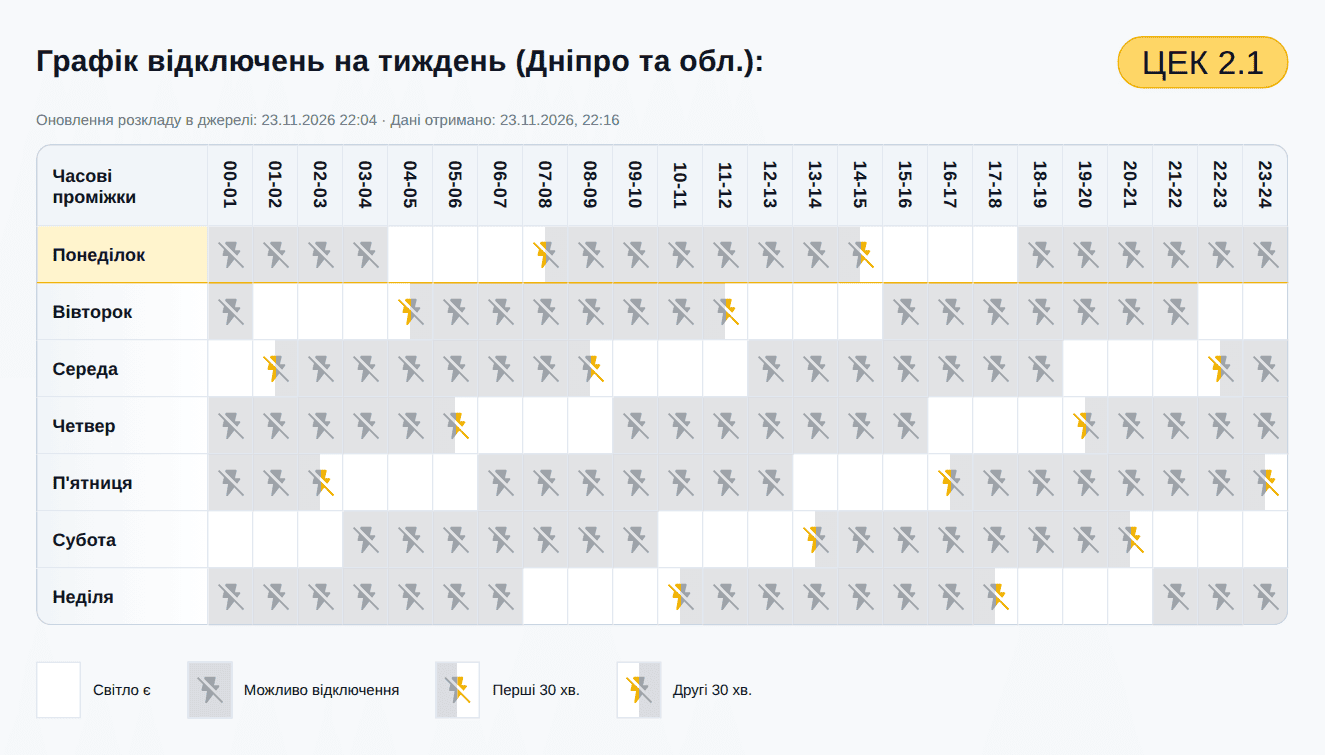 Графік відключень на тиждень (Дніпро та обл.):
ЦЕК 2.1
Оновлення розкладу в джерелі: 23.11.2026 22:04 · Дані отримано: 23.11.2026, 22:16
Часові
проміжки
00-01 01-02 02-03 03-04 04-05 05-06 06-07 07-08 08-09 09-10 10-11 11-12 12-13 13-14 14-15 15-16 16-17 17-18 18-19 19-20 20-21 21-22 22-23 23-24
Понеділок
Вівторок
Середа
Четвер
П'ятниця
Субота
Неділя
Світло є
Можливо відключення
Перші 30 хв.
Другі 30 хв.